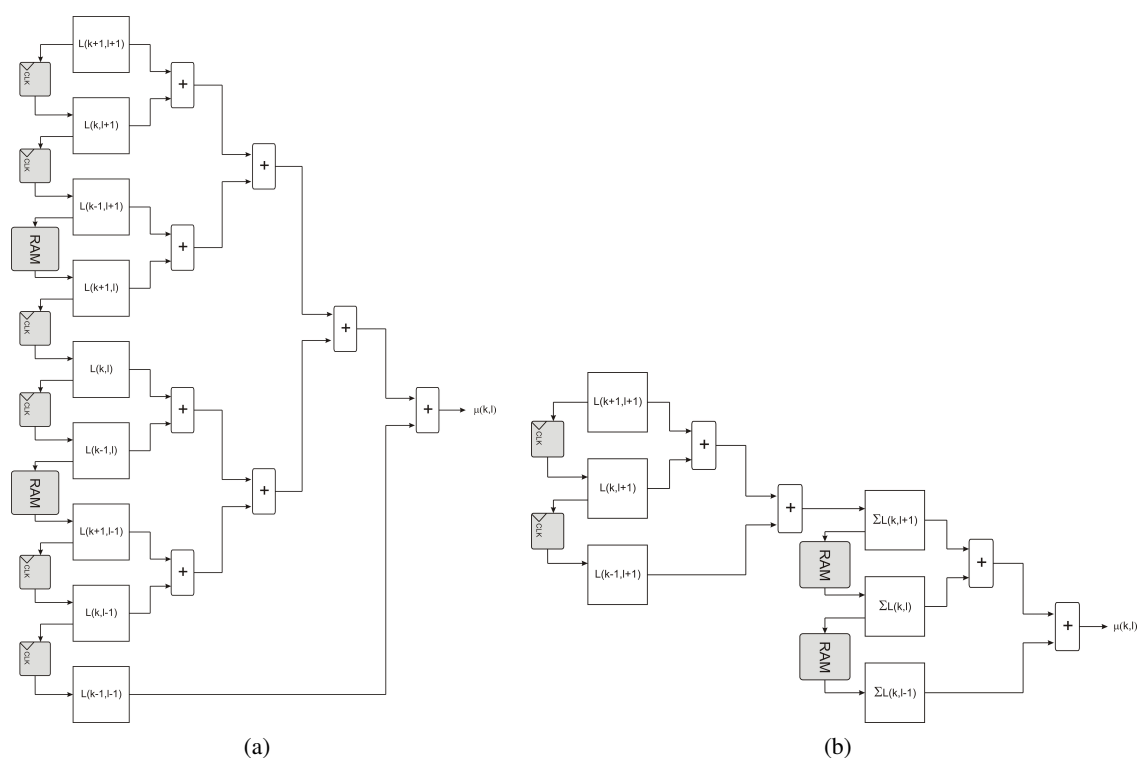 L(k+1,l+1)
CLK
+
L(k,l+1)
CLK
+
L(k-1,l+1)
RAM
+
L(k+1,l)
CLK
+
L(k,l)
CLK
+
+
μ(k,l)
L(k-1,l)
RAM
+
L(k+1,l-1)
CLK
+
L(k,l-1)
CLK
L(k-1,l-1)
(a)
L(k+1,l+1)
CLK
+
L(k,l+1)
CLK
+
L(k-1,l+1)
ΣL(k,l+1)
RAM
+
ΣL(k,l)
RAM
+
μ(k,l)
ΣL(k,l-1)
(b)